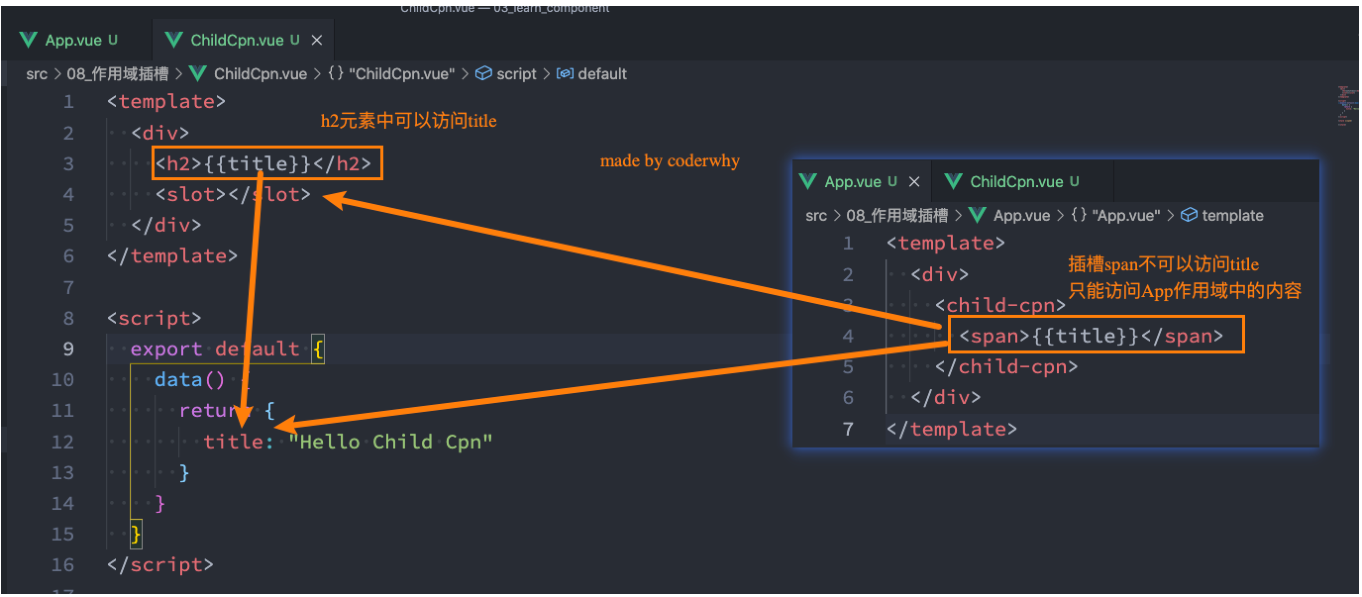 ChildCpn.vue — 03_learn_component
App.vue U ChildCpn.vue U ×
src > 08_作用域插槽 > ChildCpn.vue > {} "ChildCpn.vue" > script > default
1 <template>
h2元素中可以访问title
2 <div>
3 <h2>{{title}}</h2>
4 <slot></slot>
5 </div>
6 </template>
7
8 <script>
9 export default {
10 data() {
11 return {
12 title: "Hello Child Cpn"
13 }
14 }
15 }
16 </script>
17
made by coderwhy
App.vue U × ChildCpn.vue U
src > 08_作用域插槽 > App.vue > {} "App.vue" > template
1 <template>
插槽span不可以访问title
2 <div>
只能访问App作用域中的内容
3 <child-cpn>
4 <span>{{title}}</span>
5 </child-cpn>
6 </div>
7 </template>